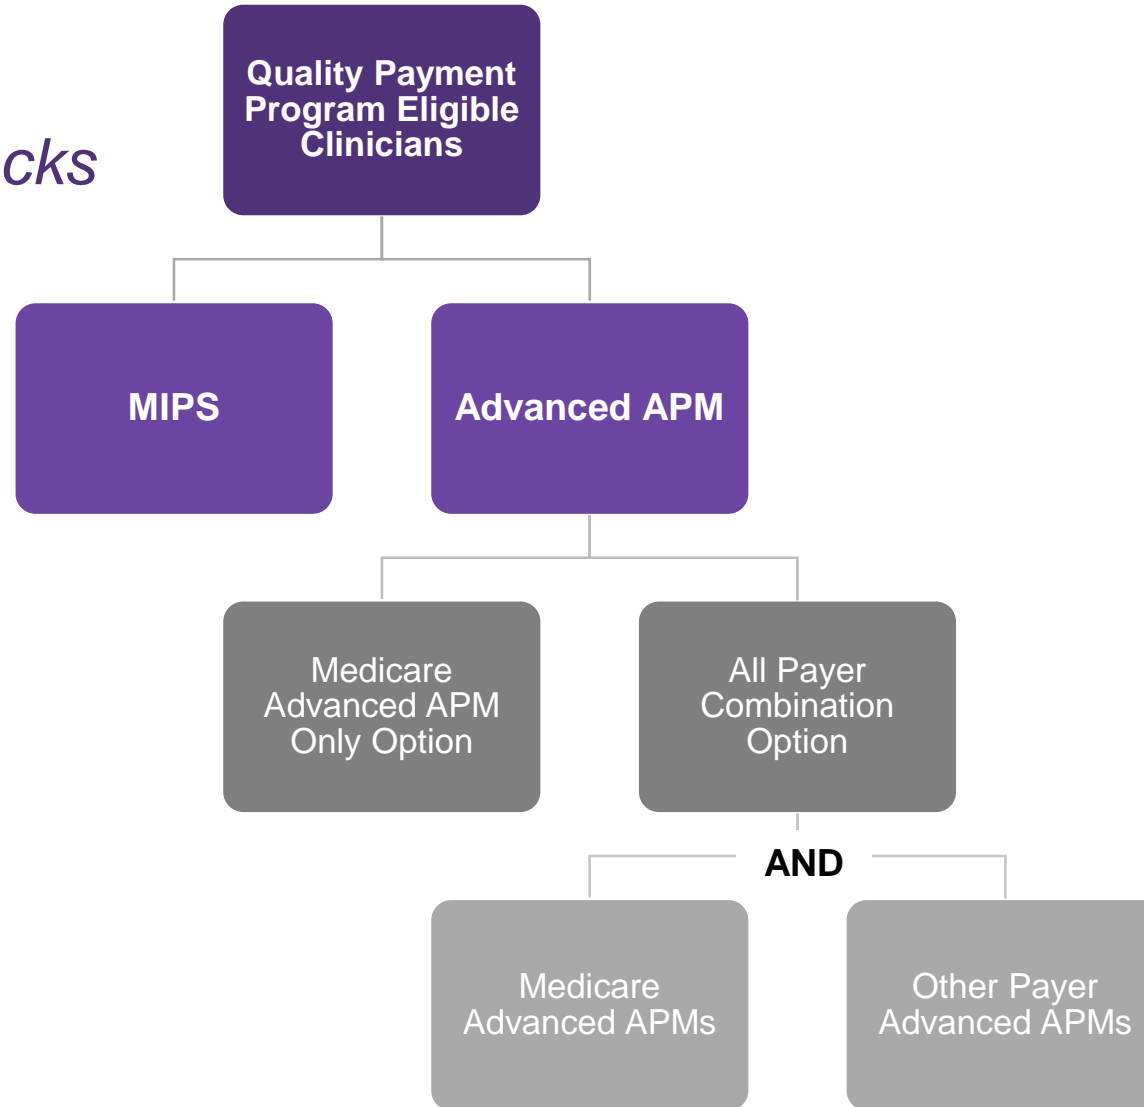 Quality Payment
Program Eligible
Clinicians
cks
MIPS
Advanced APM
Medicare
Advanced APM
Only Option
All Payer
Combination
Option
AND
Medicare
Advanced APMs
Other Payer
Advanced APMs